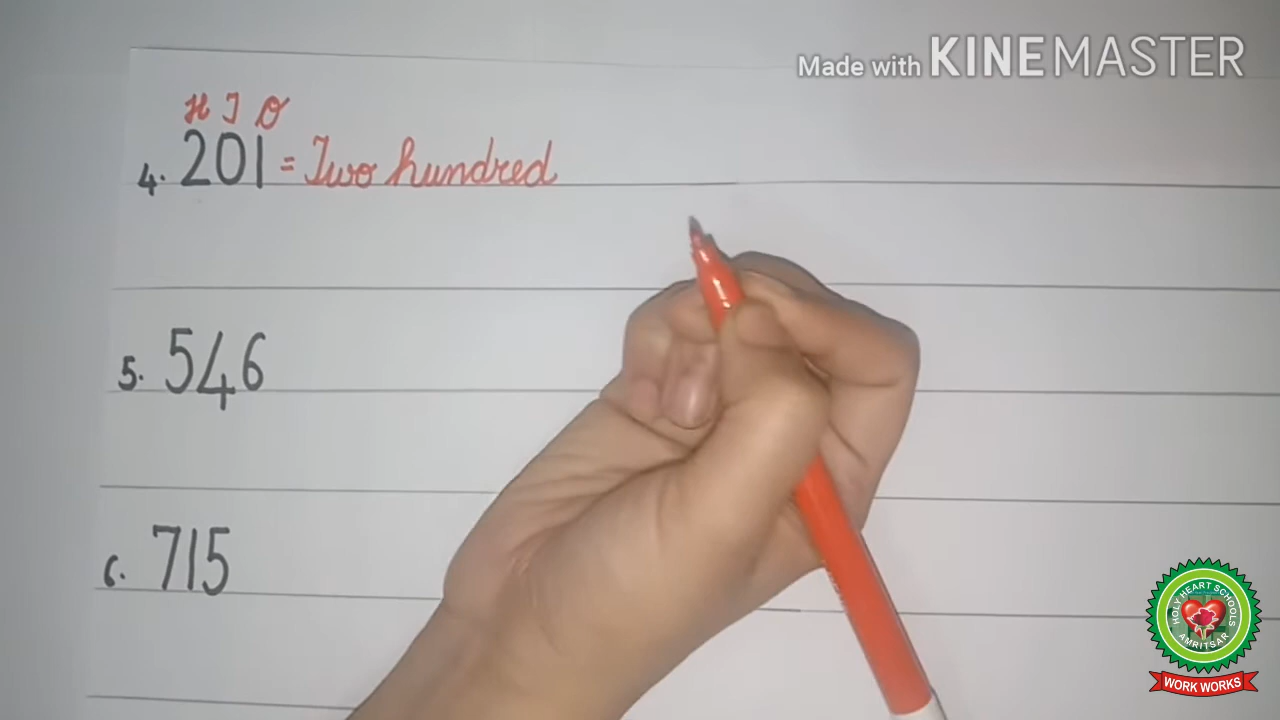 Made with KINEMASTER
H T O
4. 201 = Two hundred
5. 546
6. 715
HOLY HEART SCHOOLS
AMRITSAR
WORK WORKS